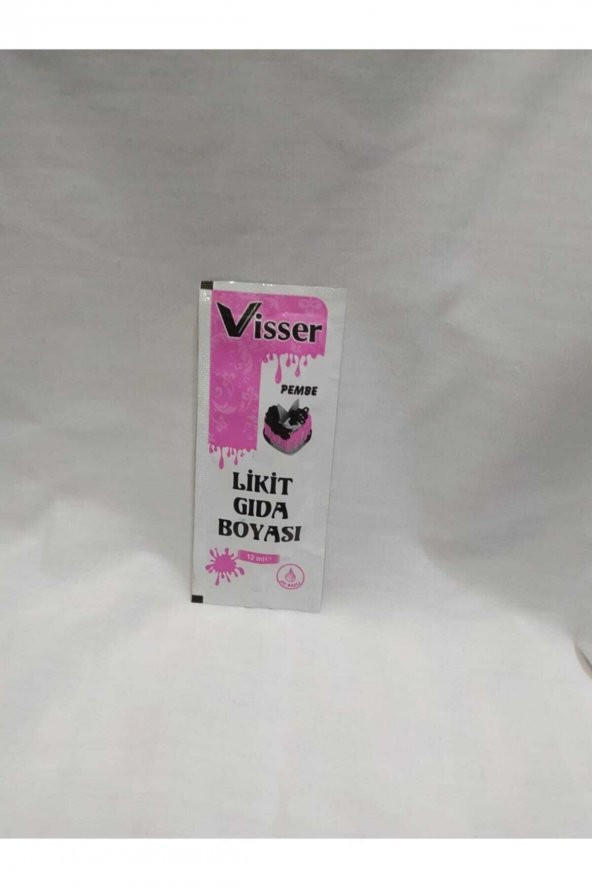 Visser
PEMBE
LİKİT
GIDA
BOYASI
12 ml